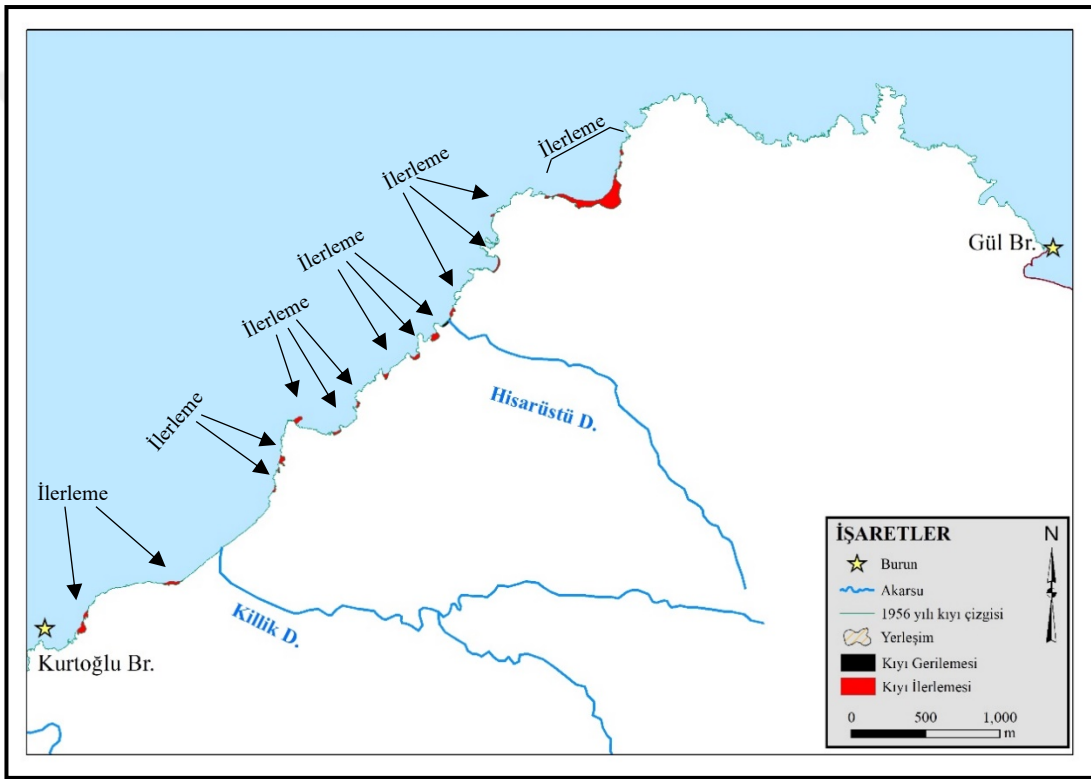 İlerleme
İlerleme
İlerleme
Gül Br.
İlerleme
İlerleme
Hisarüstü D.
İlerleme
Killik D.
Kurtoğlu Br.
İŞARETLER
N
Burun
Akarsu
1956 yılı kıyı çizgisi
Yerleşim
Kıyı Gerilemesi
Kıyı İlerlemesi
0 500 1,000
m